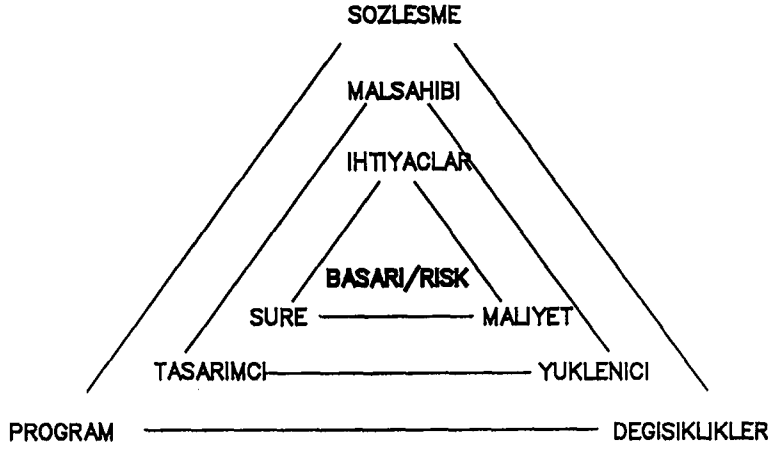 SOZLESME
MALSAHIBI
IHTIYACLAR
BASARI/RISK
SURE MALIYET
TASARIMCI YUKLENICI
PROGRAM DEGISIKLIKLER